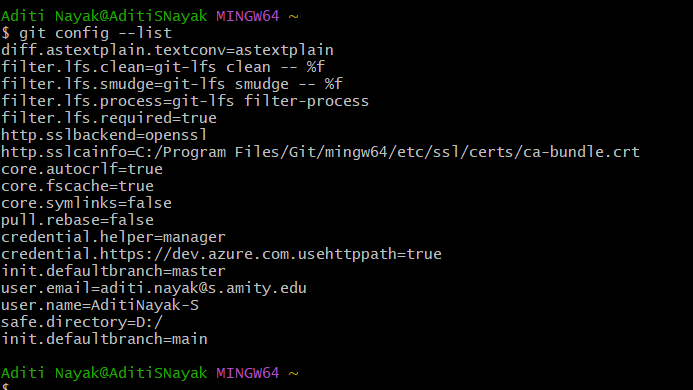 Aditi Nayak@AditiSNayak MINGW64 ~
$ git config --list
diff.astextplain.textconv=astextplain
filter.lfs.clean=git-lfs clean -- %f
filter.lfs.smudge=git-lfs smudge -- %f
filter.lfs.process=git-lfs filter-process
filter.lfs.required=true
http.sslbackend=openssl
http.sslcainfo=C:/Program Files/Git/mingw64/etc/ssl/certs/ca-bundle.crt
core.autocrlf=true
core.fscache=true
core.symlinks=false
pull.rebase=false
credential.helper=manager
credential.https://dev.azure.com.usehttppath=true
init.defaultbranch=master
user.email=aditi.nayak@s.amity.edu
user.name=AditiNayak-S
safe.directory=D:/
init.defaultbranch=main
Aditi Nayak@AditiSNayak MINGW64 ~
$